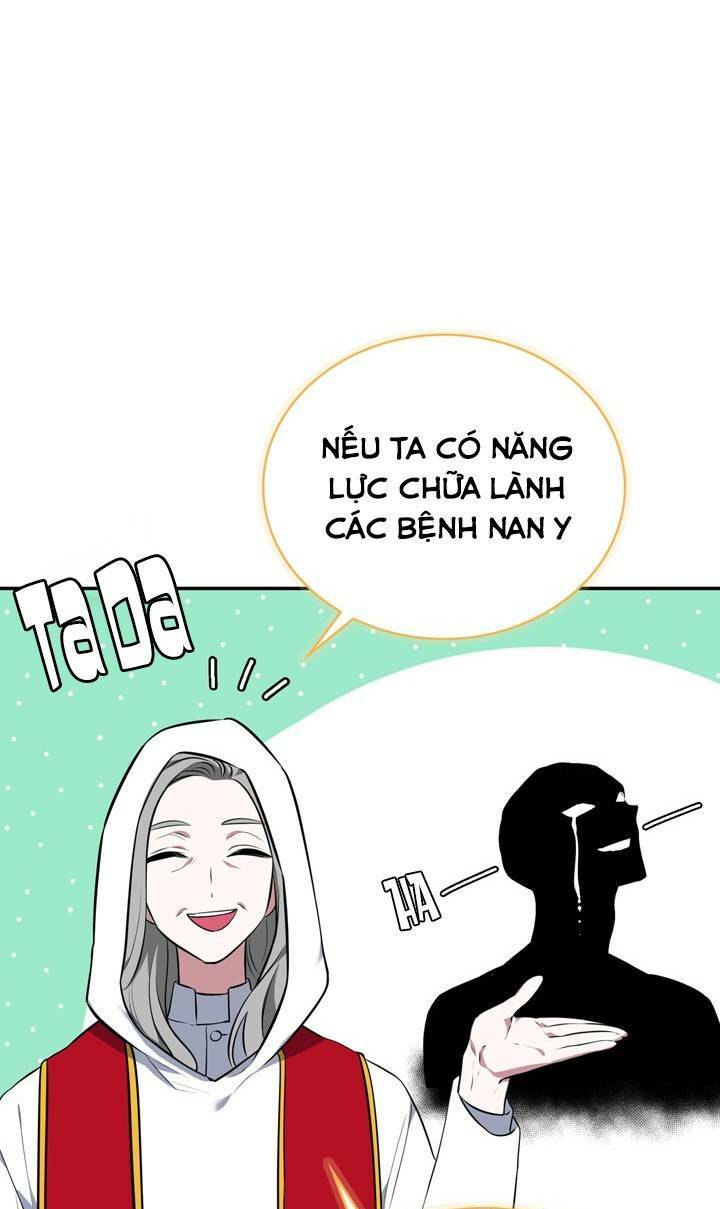 NẾU TA CÓ NĂNG
LỰC CHỮA LÀNH
CÁC BỆNH NAN Y
TaDa
HA